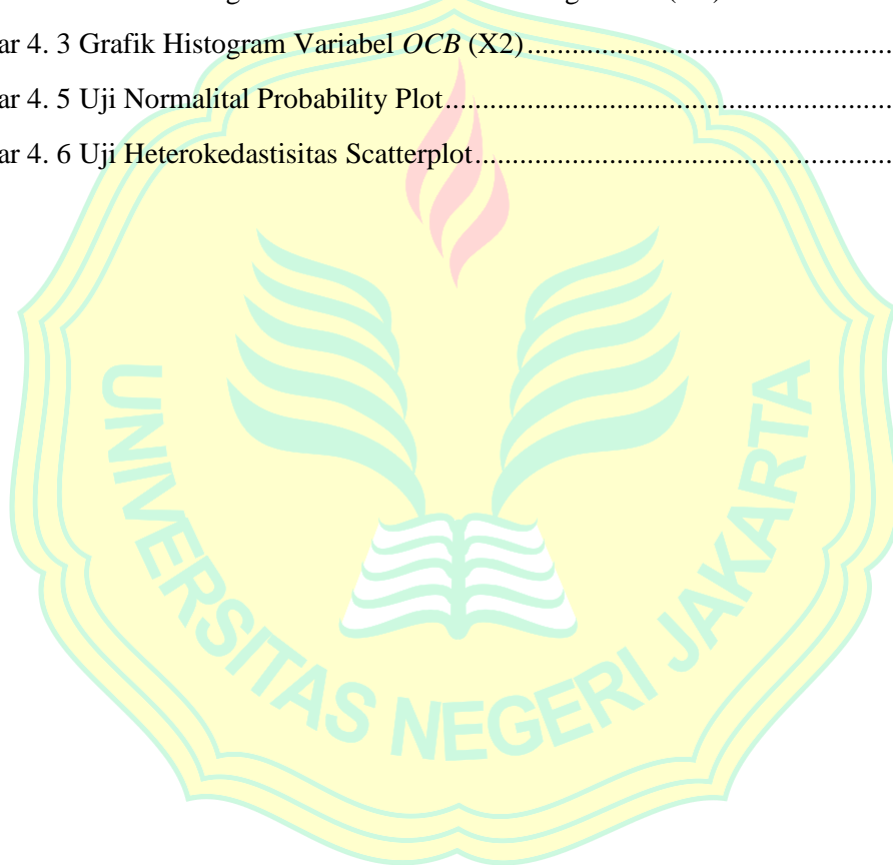 ar 4. 3 Grafik Histogram Variabel OCB (X2)
ar 4. 5 Uji Normalital Probability Plot
ar 4. 6 Uji Heterokedastisitas Scatterplot
UNIVERSITAS NEGERI JAKARTA